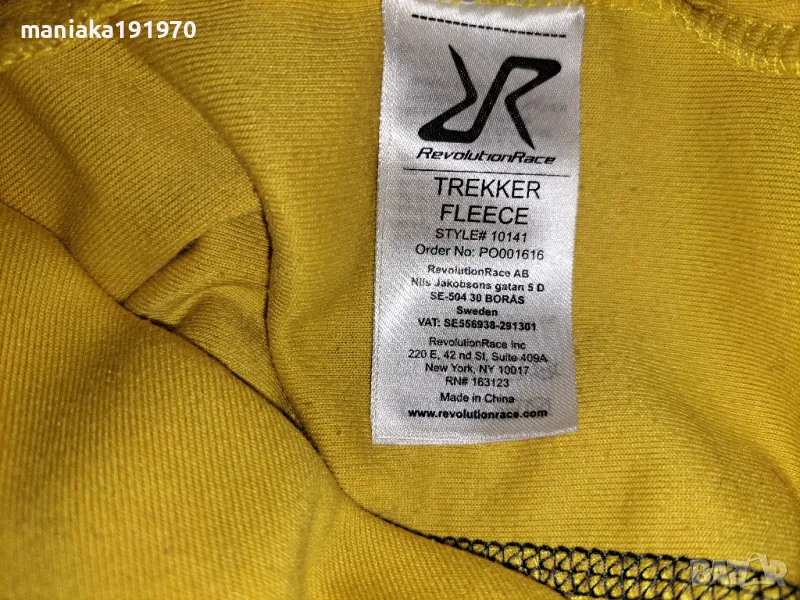 maniaka191970
RevolutionRace
TREKKER
FLEECE
STYLE# 10141
Order No: PO001616
RevolutionRace AB
Nils Jakobsons gatan 5 D
SE-504 30 BORÅS
Sweden
VAT: SE556938-291301
RevolutionRace Inc
220 E, 42 nd St, Suite 409A
New York, NY 10017
RN# 163123
Made in China
www.revolutionrace.com